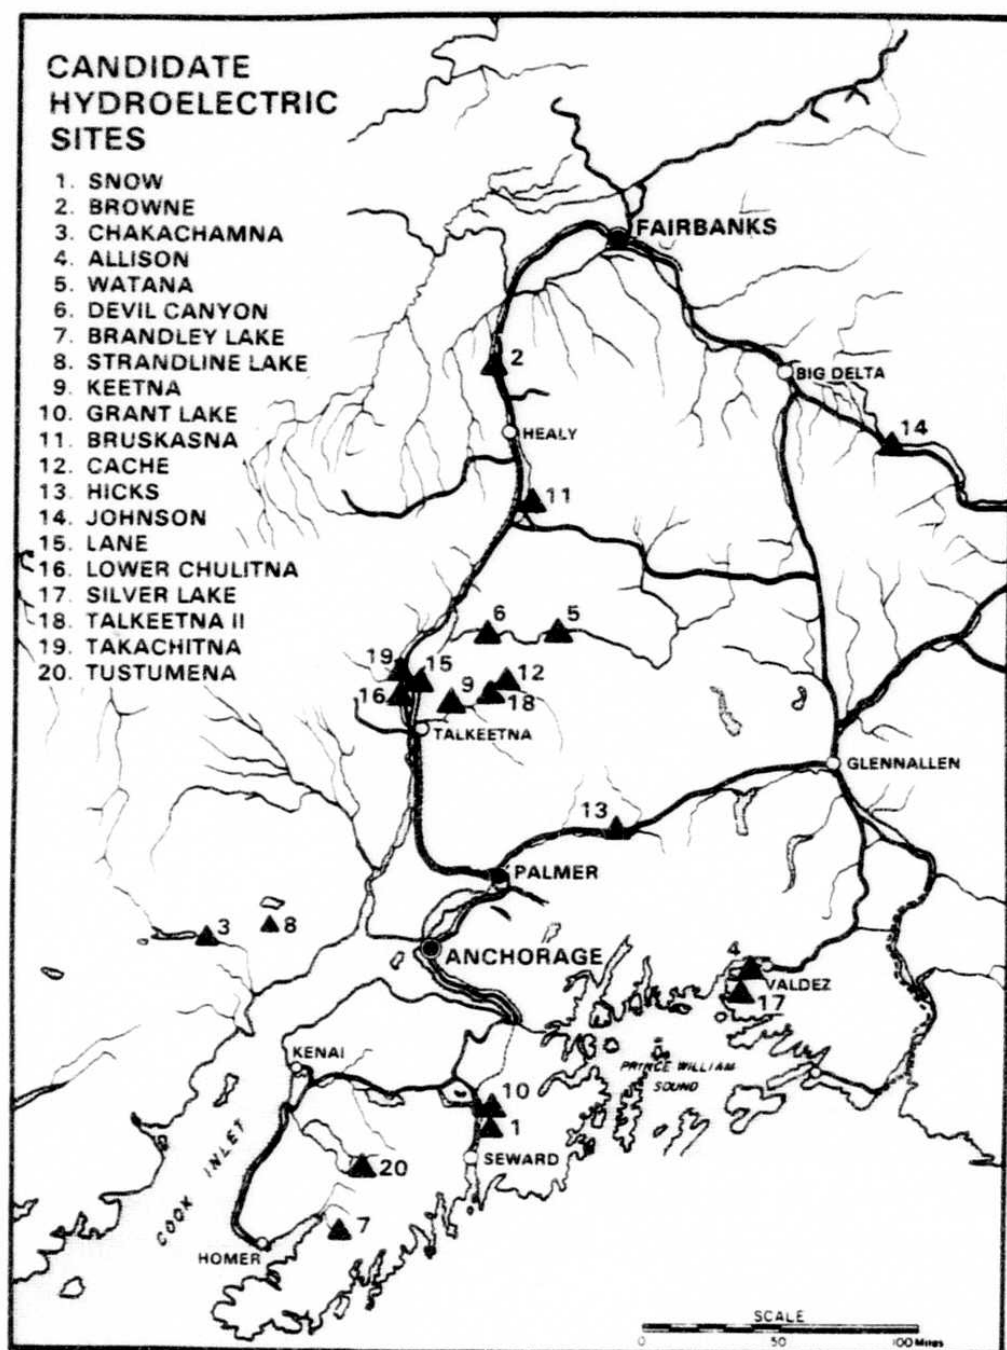 CANDIDATE
HYDROELECTRIC
SITES
1. SNOW
2. BROWNE
3. CHAKACHAMNA
4. ALLISON
5. WATANA
6. DEVIL CANYON
7. BRANDLEY LAKE
8. STRANDLINE LAKE
9. KEETNA
10. GRANT LAKE
11. BRUSKASNA
12. CACHE
13. HICKS
14. JOHNSON
15. LANE
16. LOWER CHULITNA
17. SILVER LAKE
18. TALKEETNA II
19. TAKACHITNA
20. TUSTUMENA
FAIRBANKS
2
BIG DELTA
14
HEALY
11
6
5
19
15
12
16
9
18
TALKEETNA
GLENNALLEN
13
PALMER
3
8
ANCHORAGE
4
VALDEZ
17
KENAI
PRINCE WILLIAM
SOUND
10
1
COOK INLET
SEWARD
20
7
HOMER
SCALE
0 50 100 Miles